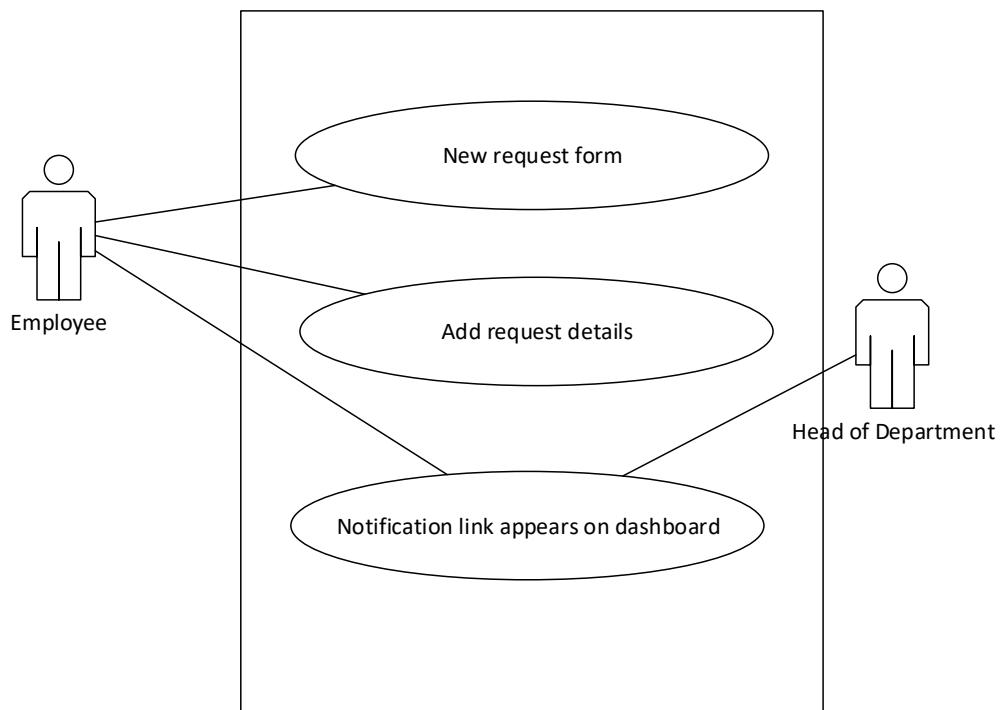 New request form
Employee
Add request details
Head of Department
Notification link appears on dashboard